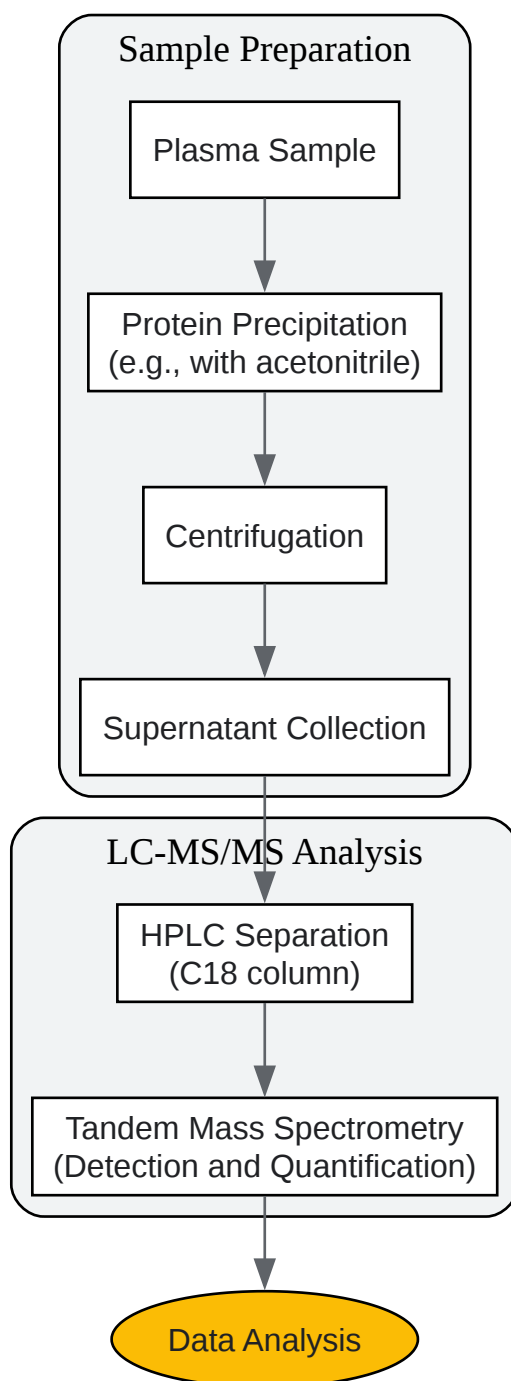 Sample Preparation
Plasma Sample
Protein Precipitation
(e.g., with acetonitrile)
Centrifugation
Supernatant Collection
LC-MS/MS Analysis
HPLC Separation
(C18 column)
Tandem Mass Spectrometry
(Detection and Quantification)
Data Analysis